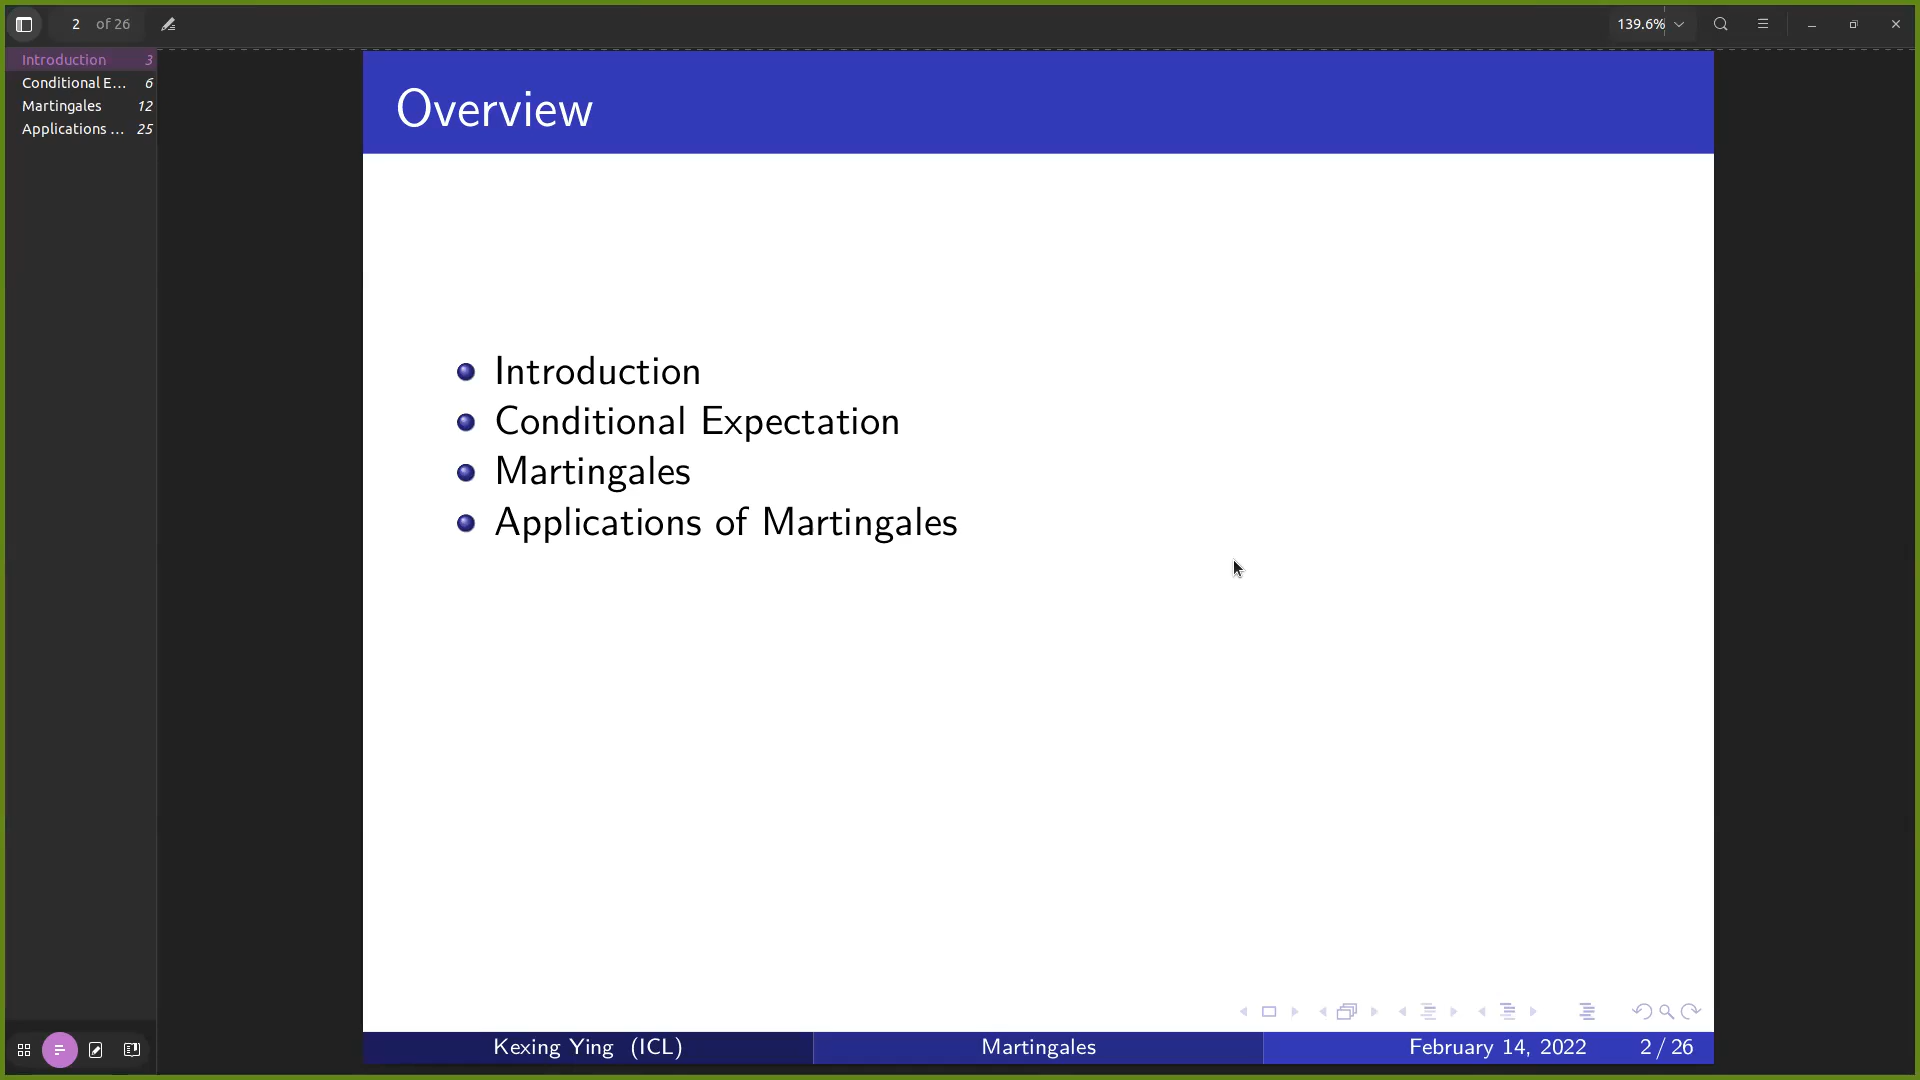 2 of 26
139.6%
Introduction 3
Conditional E... 6
Martingales 12
Applications ... 25
Overview
Introduction
Conditional Expectation
Martingales
Applications of Martingales
Kexing Ying (ICL) Martingales February 14, 2022 2 / 26